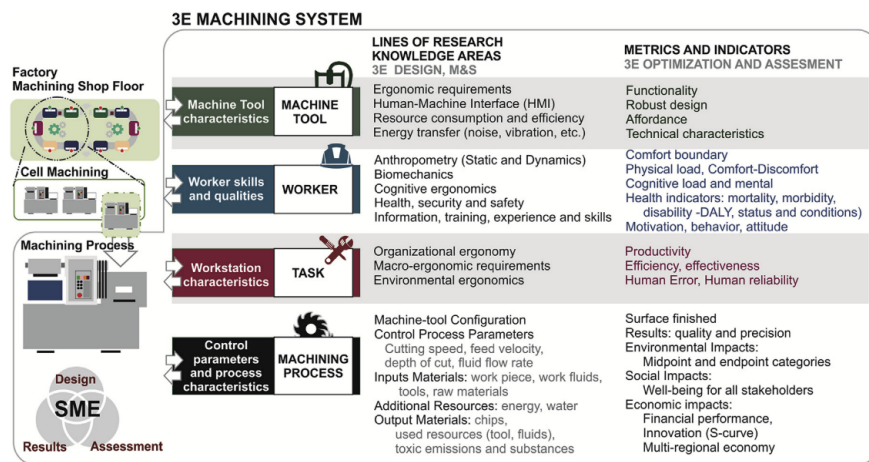 3E MACHINING SYSTEM
Factory
Machining Shop Floor
Cell Machining
Machining Process
Design
SME
Results
Assessment
LINES OF RESEARCH
KNOWLEDGE AREAS
3E DESIGN, M&S
METRICS AND INDICATORS
3E OPTIMIZATION AND ASSESMENT
Machine Tool
characteristics
MACHINE
TOOL
Ergonomic requirements
Human-Machine Interface (HMI)
Resource consumption and efficiency
Energy transfer (noise, vibration, etc.)
Functionality
Robust design
Affordance
Technical characteristics
Worker skills
and qualities
WORKER
Anthropometry (Static and Dynamics)
Biomechanics
Cognitive ergonomics
Health, security and safety
Information, training, experience and skills
Comfort boundary
Physical load, Comfort-Discomfort
Cognitive load and mental
Health indicators: mortality, morbidity,
disability -DALY, status and conditions)
Motivation, behavior, attitude
Workstation
characteristics
TASK
Organizational ergonomy
Macro-ergonomic requirements
Environmental ergonomics
Productivity
Efficiency, effectiveness
Human Error, Human reliability
Control
parameters
and process
characteristics
MACHINING
PROCESS
Machine-tool Configuration
Control Process Parameters
Cutting speed, feed velocity,
depth of cut, fluid flow rate
Inputs Materials: work piece, work fluids,
tools, raw materials
Additional Resources: energy, water
Output Materials: chips,
used resources (tool, fluids),
toxic emissions and substances
Surface finished
Results: quality and precision
Environmental Impacts:
Midpoint and endpoint categories
Social Impacts:
Well-being for all stakeholders
Economic impacts:
Financial performance,
Innovation (S-curve)
Multi-regional economy